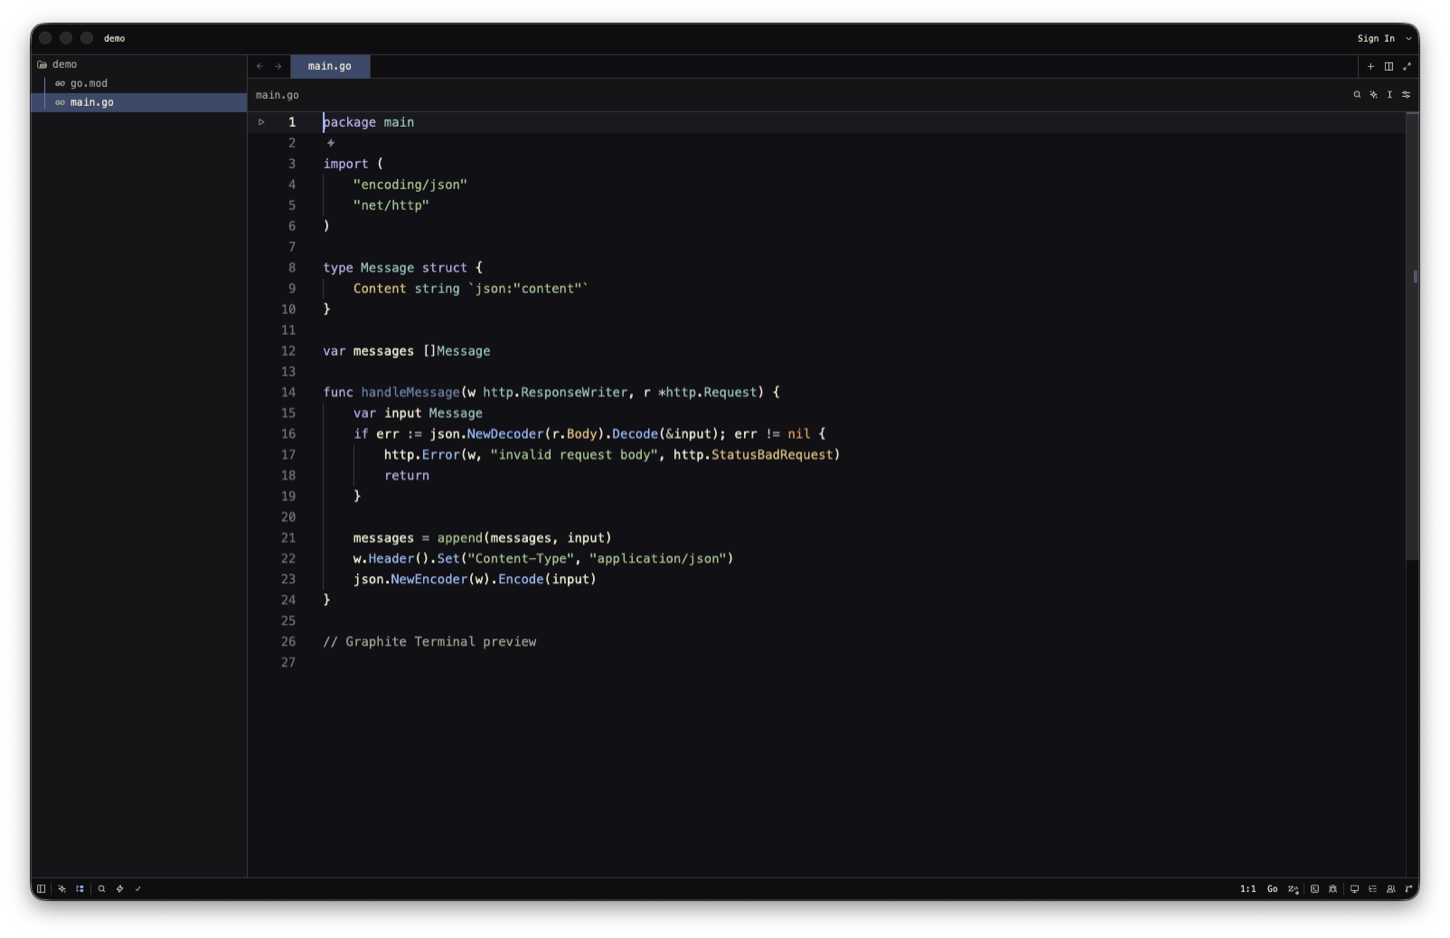 demo
Sign In
demo
go.mod
main.go
main.go
main.go
1 package main
2
3 import (
4     "encoding/json"
5     "net/http"
6 )
7
8 type Message struct {
9     Content string `json:"content"`
10 }
11
12 var messages []Message
13
14 func handleMessage(w http.ResponseWriter, r *http.Request) {
15     var input Message
16     if err := json.NewDecoder(r.Body).Decode(&input); err != nil {
17         http.Error(w, "invalid request body", http.StatusBadRequest)
18         return
19     }
20
21     messages = append(messages, input)
22     w.Header().Set("Content-Type", "application/json")
23     json.NewEncoder(w).Encode(input)
24 }
25
26 // Graphite Terminal preview
27
1:1 Go